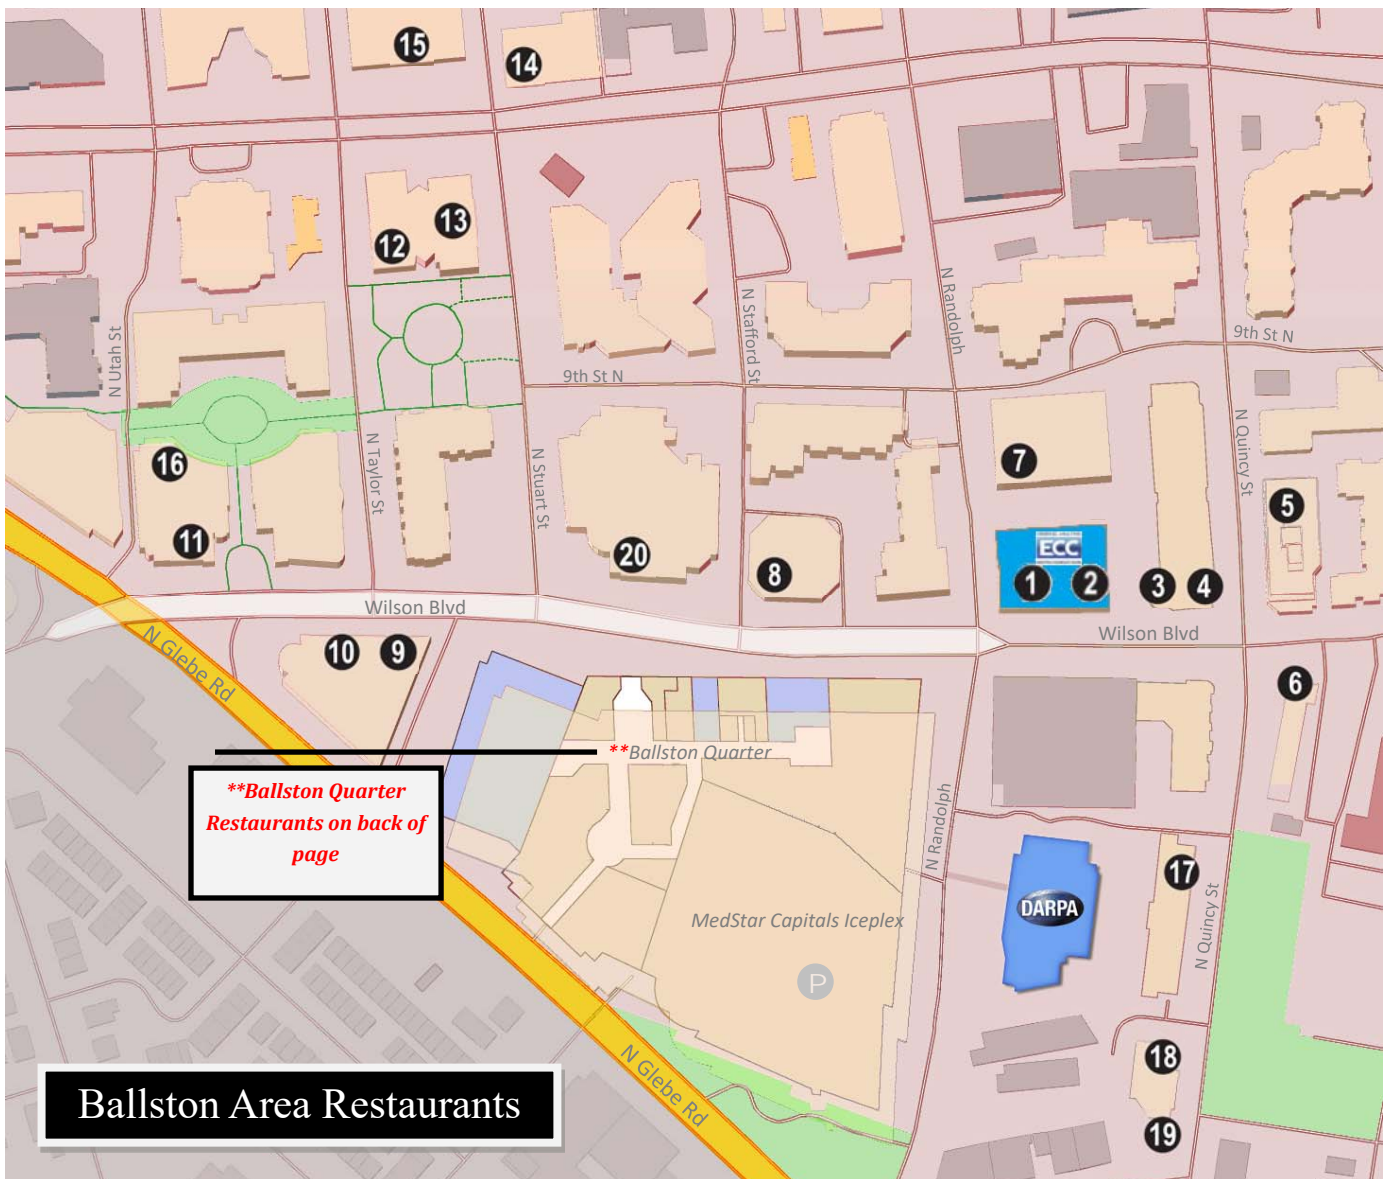 15
14
13
12
N Utah St
N Stafford St
N Randolph
9th St N
9th St N
N Taylor St
N Stuart St
N Quincy St
16
7
5
11
20
8
ECC
1
2
3
4
Wilson Blvd
Wilson Blvd
N Glebe Rd
10
9
6
**Ballston Quarter
**Ballston Quarter
Restaurants on back of
page
N Randolph
17
DARPA
MedStar Capitals Iceplex
N Quincy St
P
18
N Glebe Rd
Ballston Area Restaurants
19